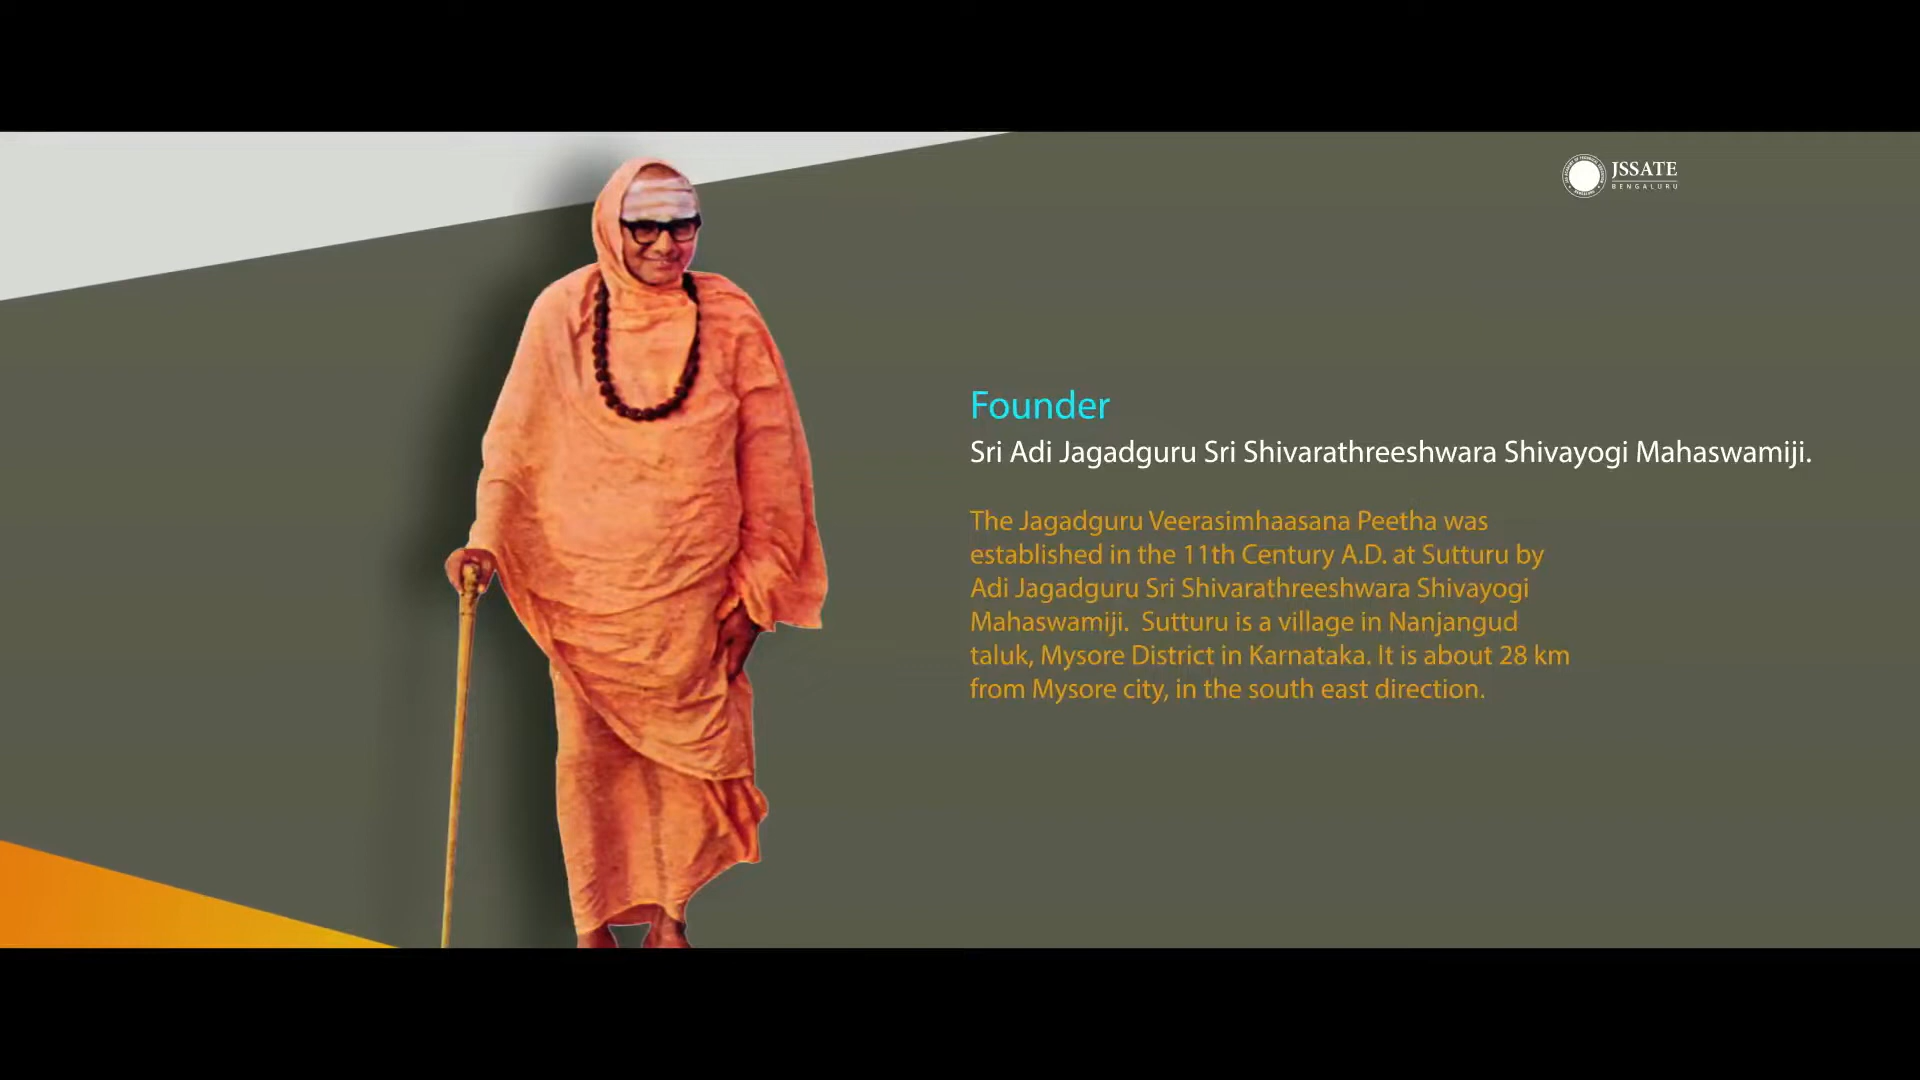 JSSATE
BENGALURU
Founder
Sri Adi Jagadguru Sri Shivarathreeshwara Shivayogi Mahaswamiji.
The Jagadguru Veerasimhaasana Peetha was
established in the 11th Century A.D. at Sutturu by
Adi Jagadguru Sri Shivarathreeshwara Shivayogi
Mahaswamiji.  Sutturu is a village in Nanjangud
taluk, Mysore District in Karnataka. It is about 28 km
from Mysore city, in the south east direction.